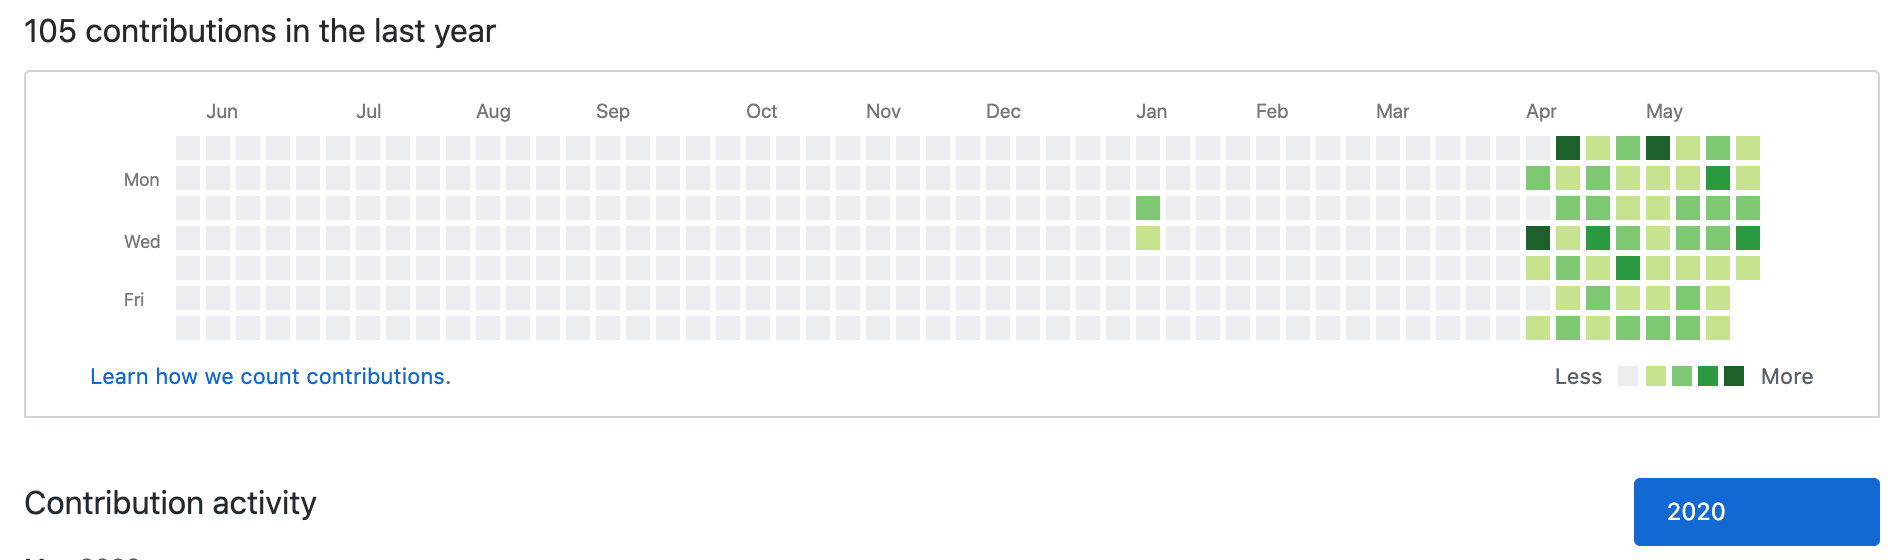 105 contributions in the last year
Jun Jul Aug Sep Oct Nov Dec Jan Feb Mar Apr May
Mon
Wed
Fri
Learn how we count contributions. Less More
Contribution activity
2020